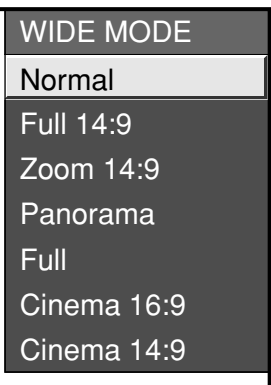 WIDE MODE
Normal
Full 14:9
Zoom 14:9
Panorama
Full
Cinema 16:9
Cinema 14:9